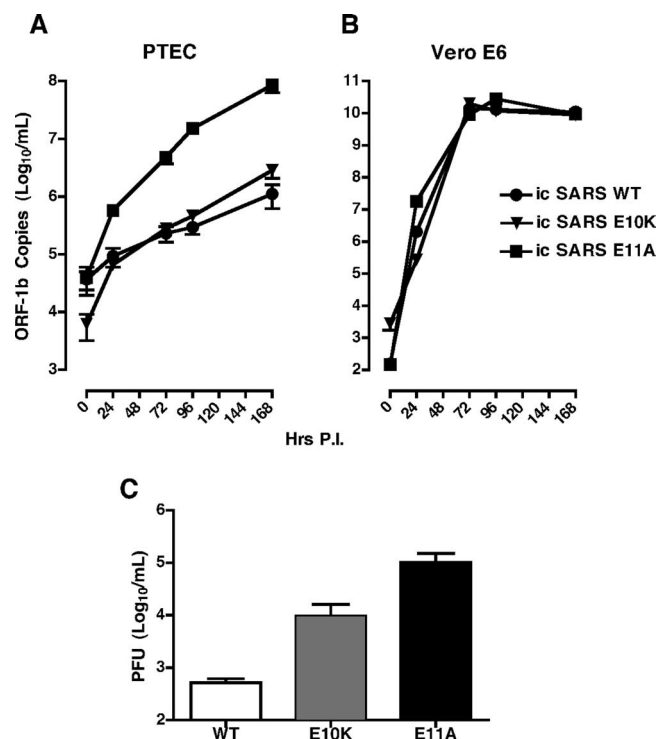 A
PTEC
B
Vero E6
ORF-1b Copies (Log10/mL)
8
7
6
5
4
3
0 24 48 72 96 120 144 168
11
10
9
8
7
6
5
4
3
2
0 24 48 72 96 120 144 168
ic SARS WT
ic SARS E10K
ic SARS E11A
Hrs P.I.
C
PFU (Log10/mL)
6
5
4
3
2
WT E10K E11A